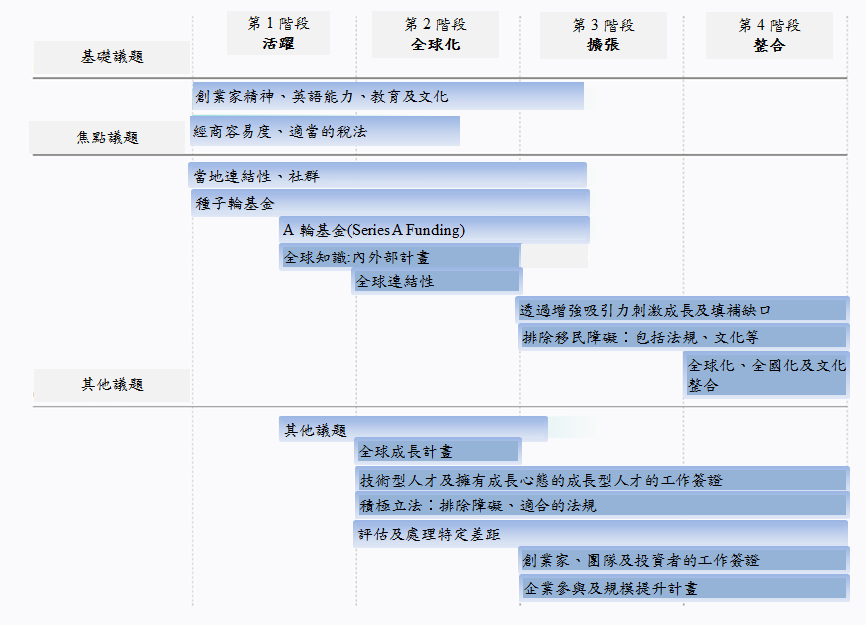 第 1 階段
活躍
第 2 階段
全球化
第 3 階段
擴張
第 4 階段
整合
基礎議題
創業家精神、英語能力、教育及文化
經商容易度、適當的稅法
焦點議題
當地連結性、社群
種子輪基金
A 輪基金(Series A Funding)
全球知識:內外部計畫
全球連結性
透過增強吸引力刺激成長及填補缺口
排除移民障礙：包括法規、文化等
全球化、全國化及文化
整合
其他議題
其他議題
全球成長計畫
技術型人才及擁有成長心態的成長型人才的工作簽證
積極立法：排除障礙、適合的法規
評估及處理特定差距
創業家、團隊及投資者的工作簽證
企業參與及規模提升計畫